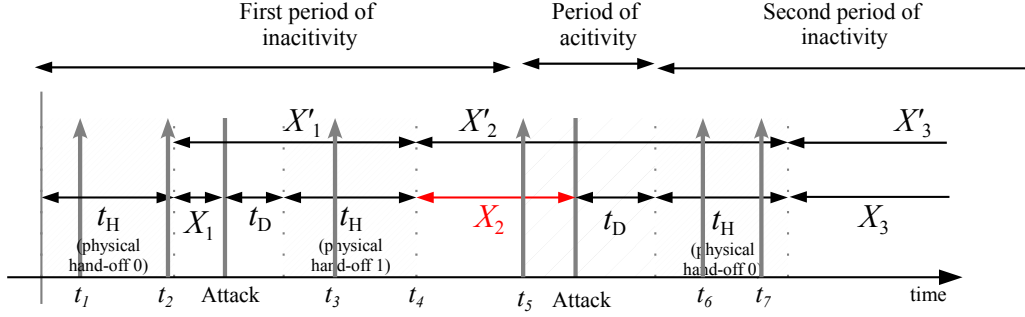 First period of
inacitivity
Period of
acitivity
Second period of
inactivity
X'1
X'2
X'3
tH
(physical
hand-off 0)
X1
tD
tH
(physical
hand-off 1)
X2
tD
tH
(physical
hand-off 0)
X3
t1
t2
Attack
t3
t4
t5
Attack
t6
t7
time